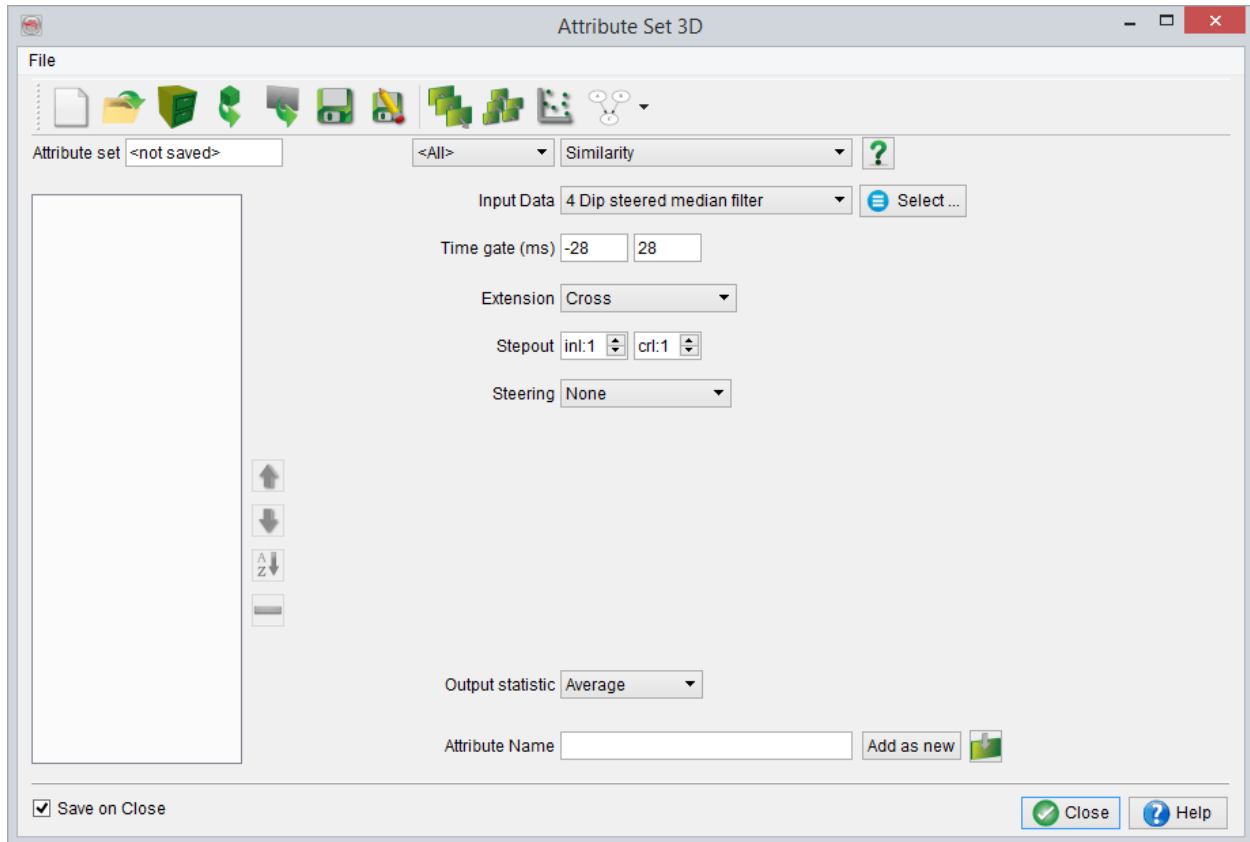 Attribute Set 3D
File
Attribute set <not saved> <All> Similarity ?
Input Data 4 Dip steered median filter Select ...
Time gate (ms) -28 28
Extension Cross
Stepout inl:1 crl:1
Steering None
A
Z
Output statistic Average
Attribute Name Add as new
Save on Close Close ? Help